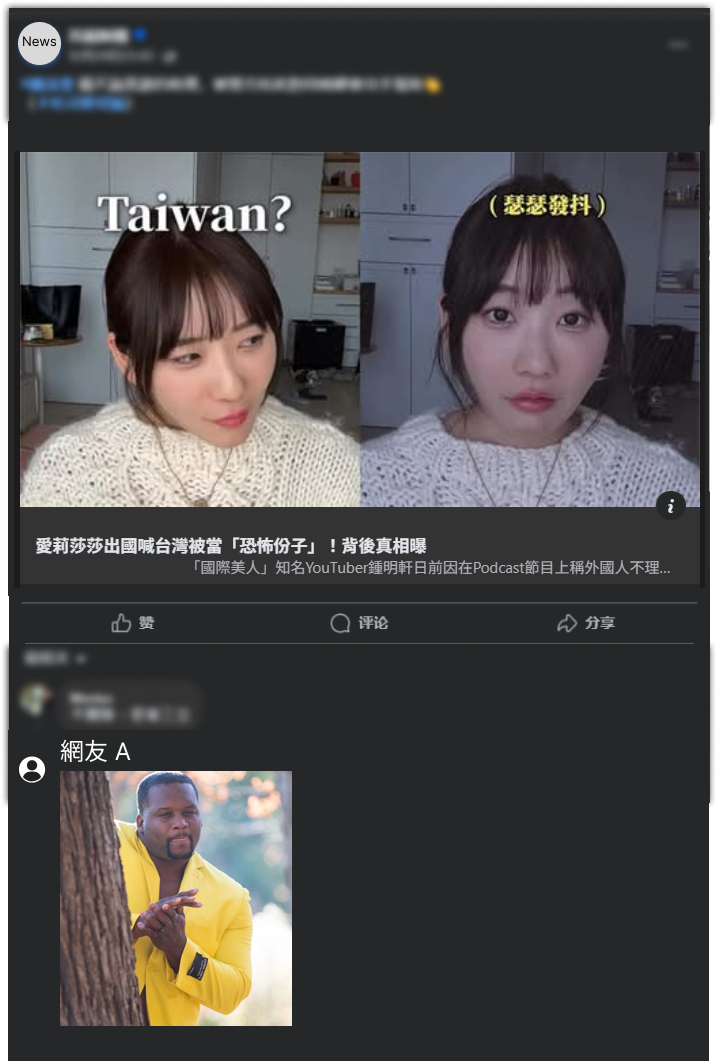 News
Taiwan?
（瑟瑟發抖）
愛莉莎莎出國喊台灣被當「恐怖份子」！背後真相曝
「國際美人」知名YouTuber鍾明軒日前因在Podcast節目上稱外國人不理...
赞
评论
分享
網友 A